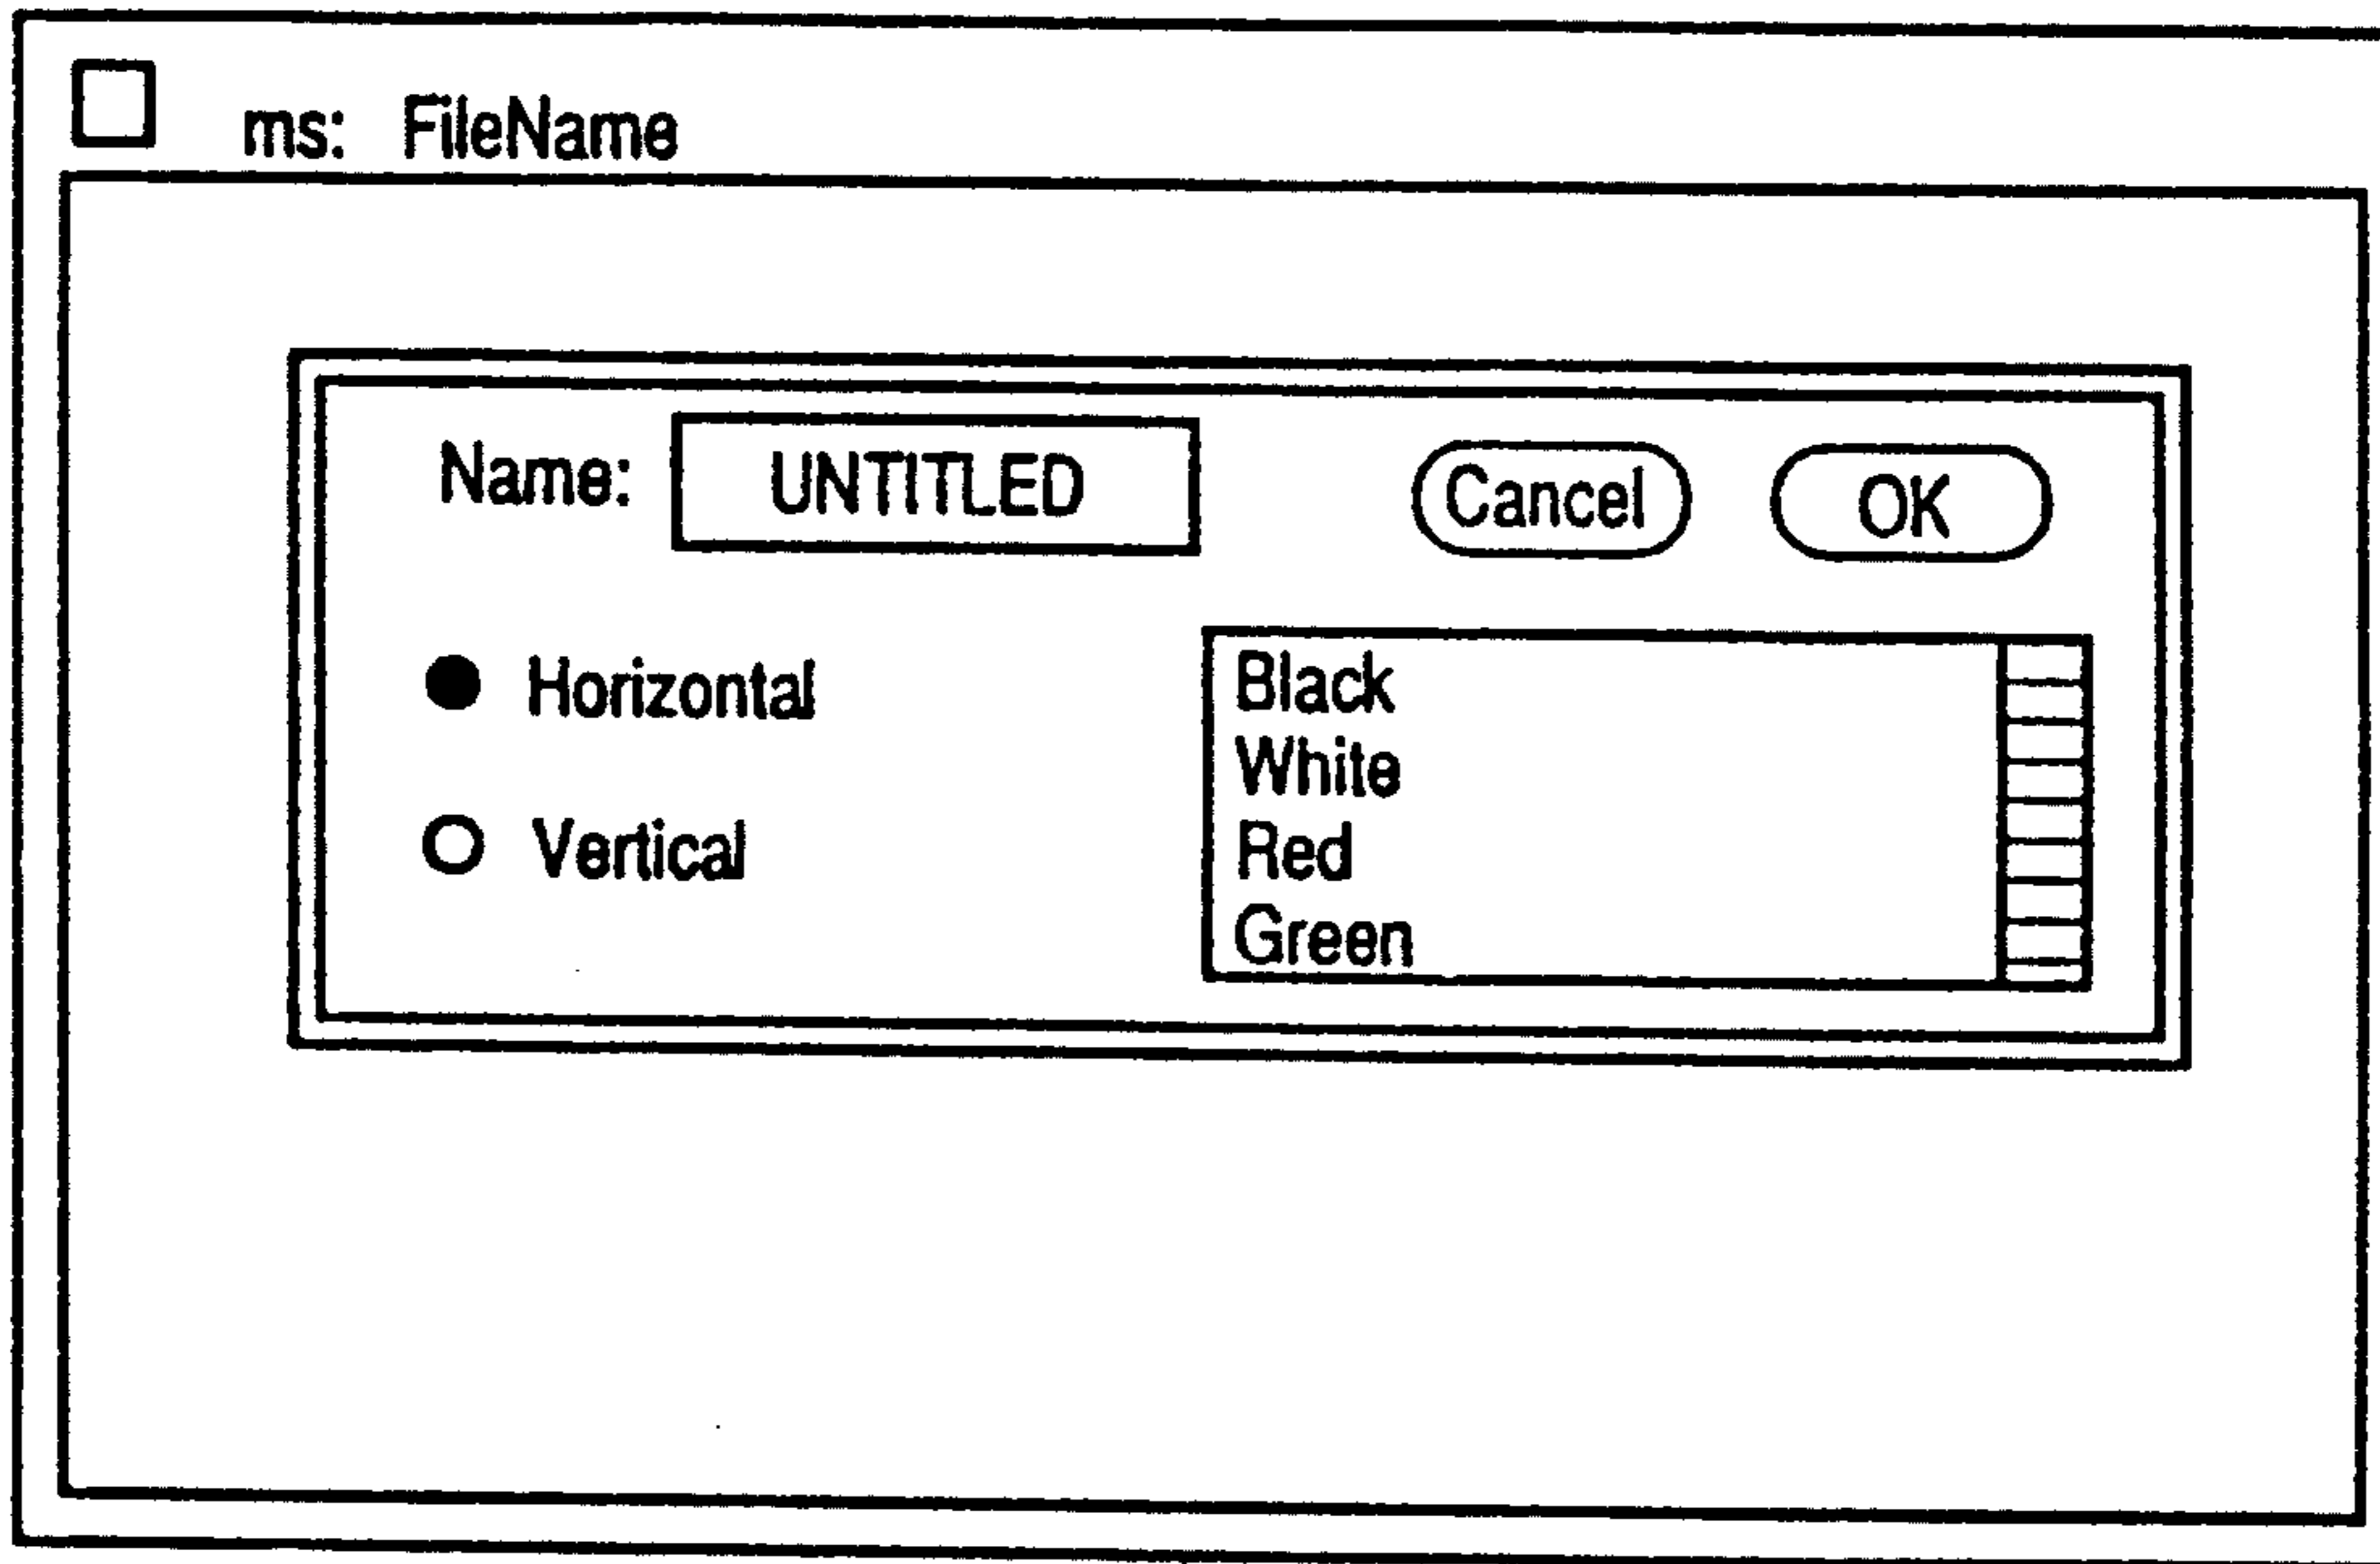 ms: FileName
Name: UNTITLED Cancel OK
Horizontal
Vertical
Black
White
Red
Green